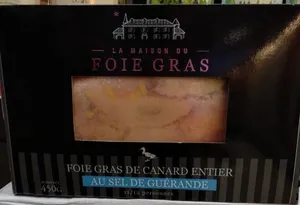 LA MAISON DU
FOIE GRAS
FOIE GRAS DE CANARD ENTIER
AU SEL DE GUÉRANDE
450G